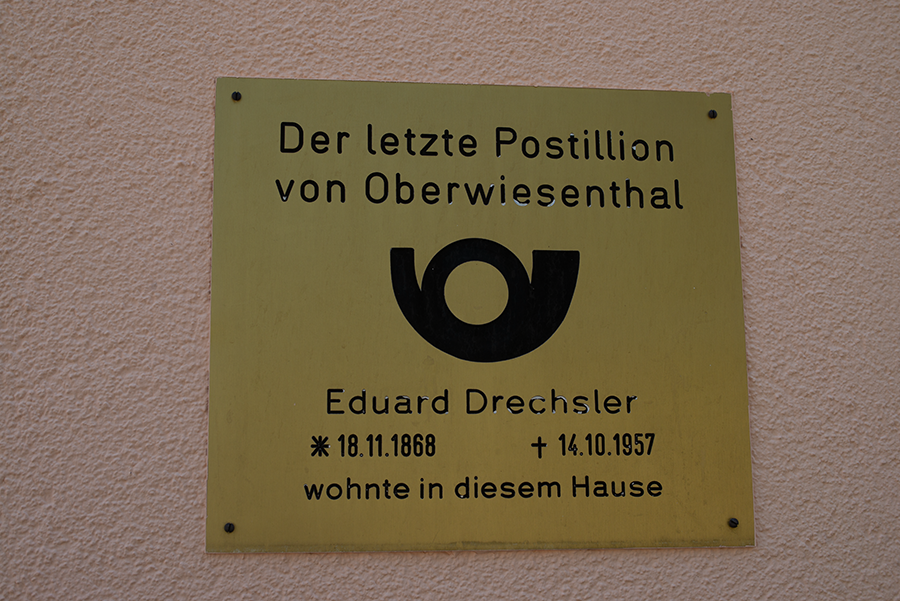 Der letzte Postillion
von Oberwiesenthal
Eduard Drechsler
✳ 18.11.1868 † 14.10.1957
wohnte in diesem Hause